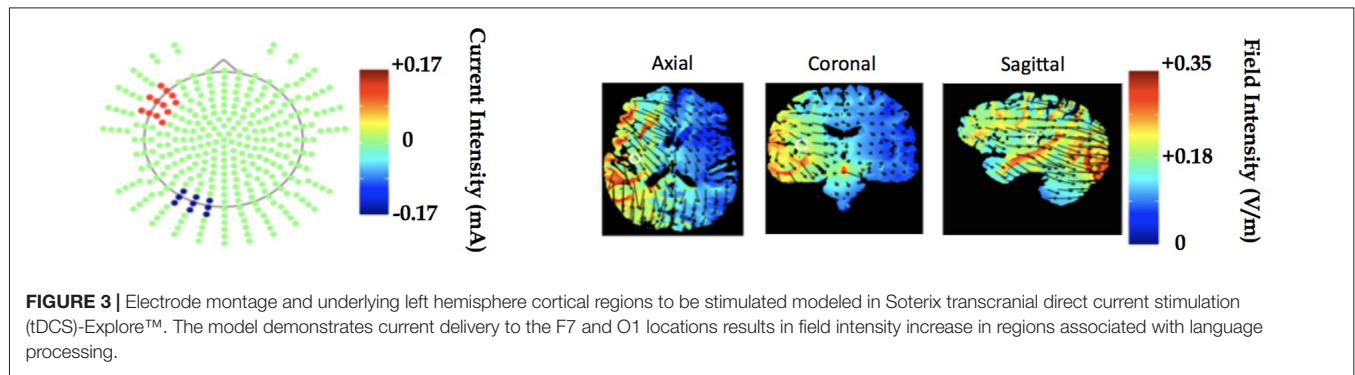 +0.17
0
-0.17
Current Intensity (mA)
Axial
Coronal
Sagittal
+0.35
+0.18
0
Field Intensity (V/m)
FIGURE 3 | Electrode montage and underlying left hemisphere cortical regions to be stimulated modeled in Soterix transcranial direct current stimulation
(tDCS)-Explore™. The model demonstrates current delivery to the F7 and O1 locations results in field intensity increase in regions associated with language
processing.